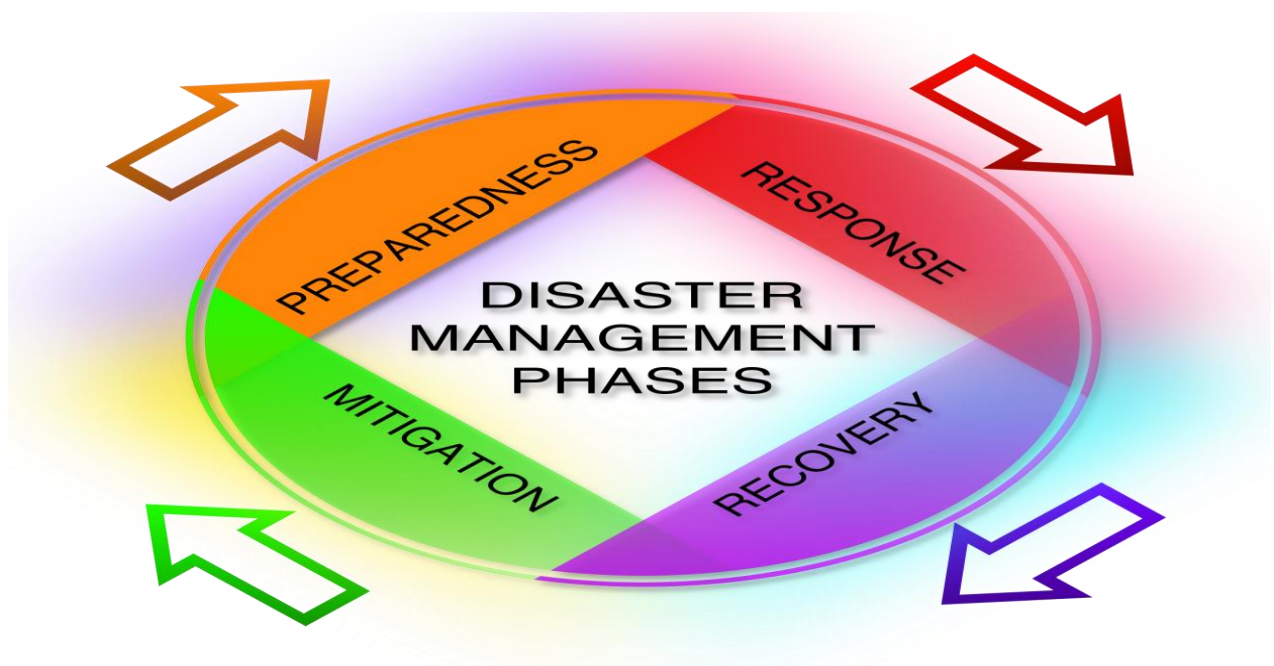 PREPAREDNESS
RESPONSE
DISASTER
MANAGEMENT
PHASES
MITIGATION
RECOVERY